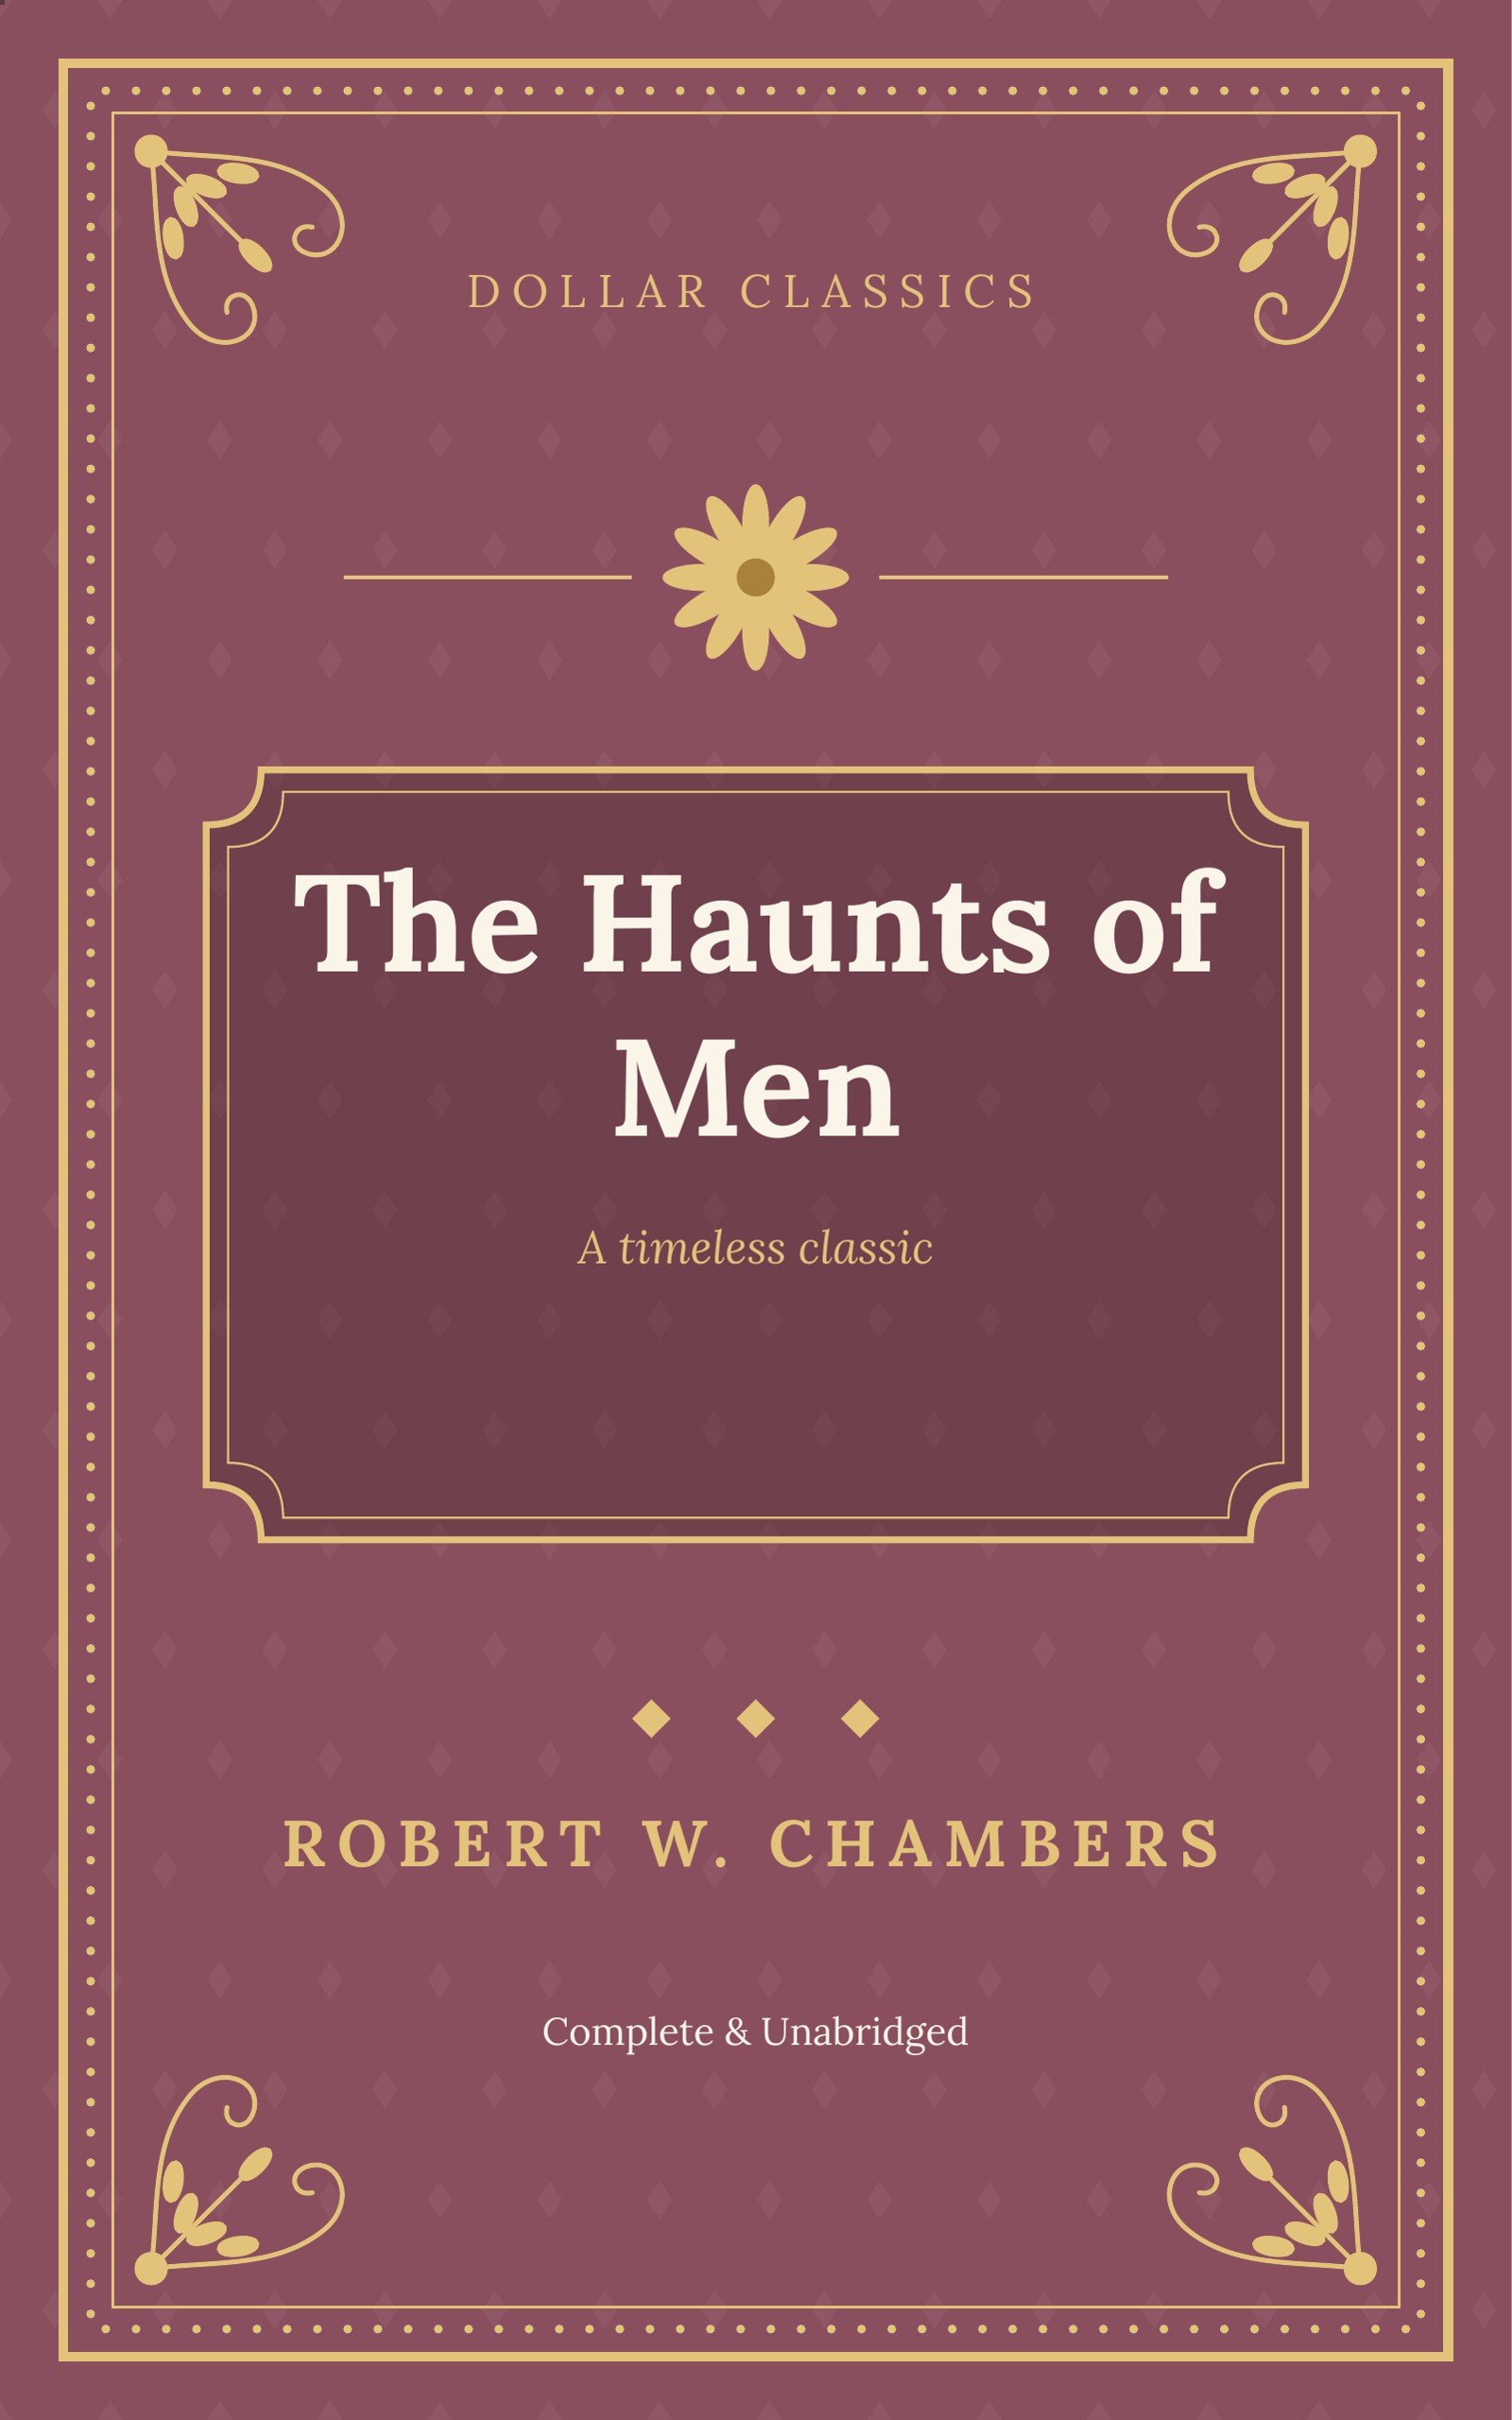 DOLLAR CLASSICS
The Haunts of
Men
A timeless classic
ROBERT W. CHAMBERS
Complete & Unabridged